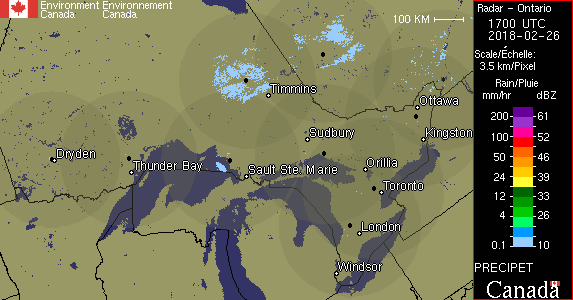 Environment Environnement
Canada Canada
100 KM
Timmins
Ottawa
Sudbury
Kingston
Dryden
Thunder Bay
Sault Ste. Marie
Orillia
Toronto
London
Windsor
Radar - Ontario
1700 UTC
2018-02-26
Scale/Échelle:
3.5 km/Pixel
Rain/Pluie
mm/hr dBZ
200 61
100 52
50 46
24 39
12 33
4 26
0.1 10
PRECIPET
Canada